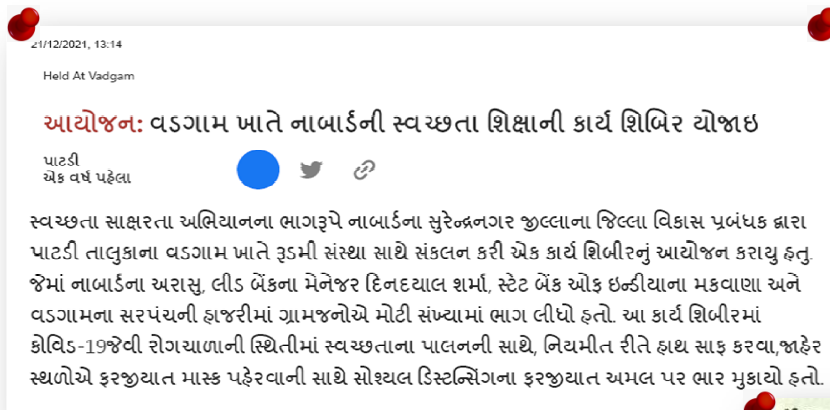 21/12/2021, 13:14
Held At Vadgam
આયોજન: વડગામ ખાતે નાબાર્ડની સ્વચ્છતા શિક્ષાની કાર્ય શિબિર યોજાઇ
પાટડી
એક વર્ષ પહેલા
સ્વચ્છતા સાક્ષરતા અભિયાનના ભાગરૂપે નાબાર્ડના સુરેન્દ્રનગર જીલ્લાના જિલ્લા વિકાસ પ્રબંધક દ્વારા
પાટડી તાલુકાના વડગામ ખાતે રૂડમી સંસ્થા સાથે સંકલન કરી એક કાર્ય શિબીરનું આયોજન કરાયુ હતુ.
જેમાં નાબાર્ડના અરાસુ, લીડ બેંકના મેનેજર દિનદયાલ શર્મા, સ્ટેટ બેંક ઓફ ઇન્ડીયાના મકવાણા અને
વડગામના સરપંચની હાજરીમાં ગ્રામજનોએ મોટી સંખ્યામાં ભાગ લીધો હતો. આ કાર્ય શિબીરમાં
કોવિડ-19જેવી રોગચાળાની સ્થિતીમાં સ્વચ્છતાના પાલનની સાથે, નિયમીત રીતે હાથ સાફ કરવા,જાહેર
સ્થળોએ ફરજીયાત માસ્ક પહેરવાની સાથે સોશ્યલ ડિસ્ટન્સિંગના ફરજીયાત અમલ પર ભાર મુકાયો હતો.